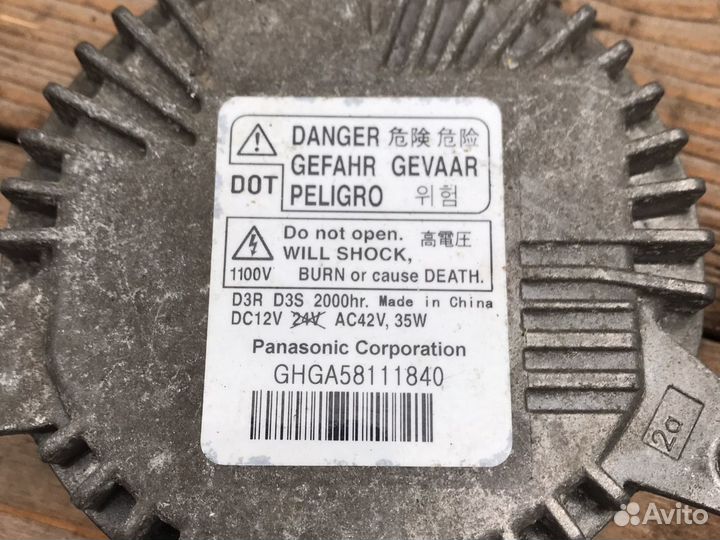 DANGER 危険 危险
GEFAHR GEVAAR
PELIGRO 위험
DOT
Do not open. 高電圧
WILL SHOCK,
1100V BURN or cause DEATH.
D3R D3S 2000hr. Made in China
DC12V 24V AC42V, 35W
Panasonic Corporation
GHGA58111840
2a
Avito